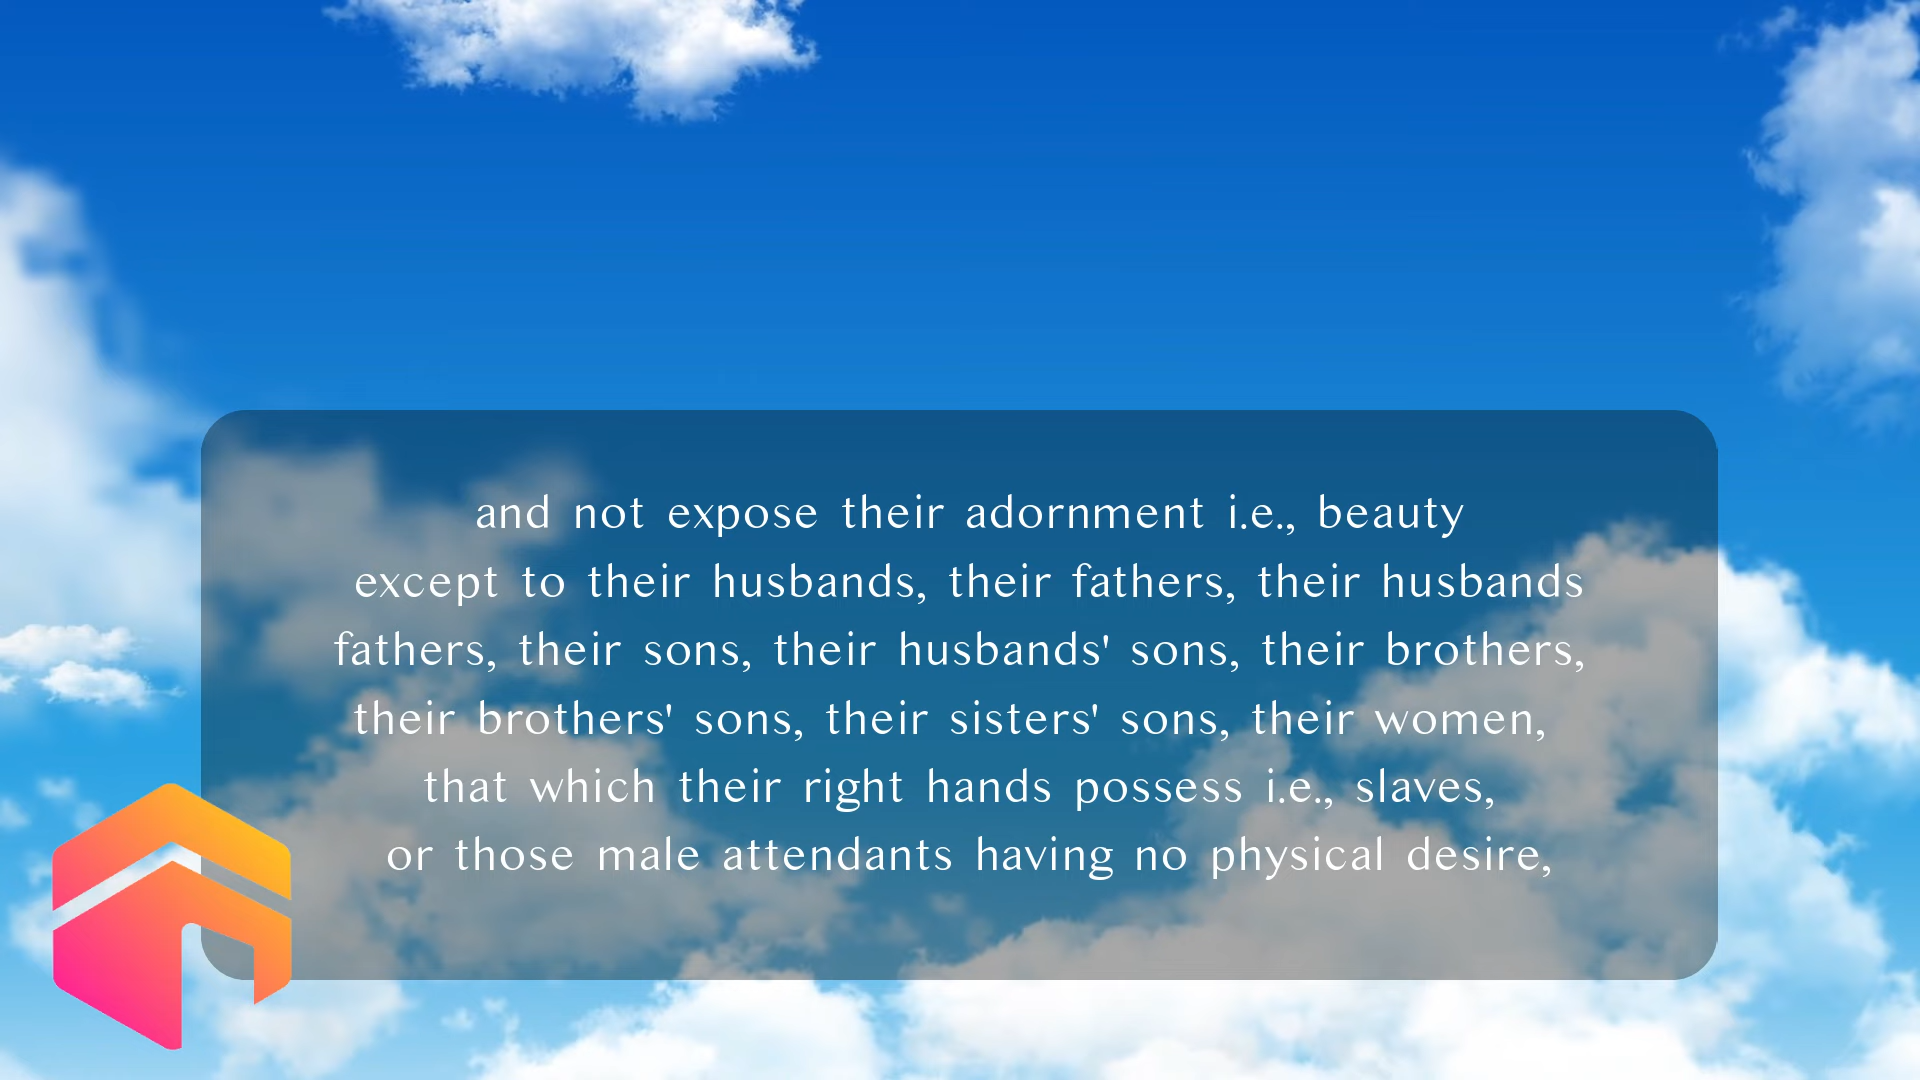 and not expose their adornment i.e., beauty
except to their husbands, their fathers, their husbands
fathers, their sons, their husbands' sons, their brothers,
their brothers' sons, their sisters' sons, their women,
that which their right hands possess i.e., slaves,
or those male attendants having no physical desire,